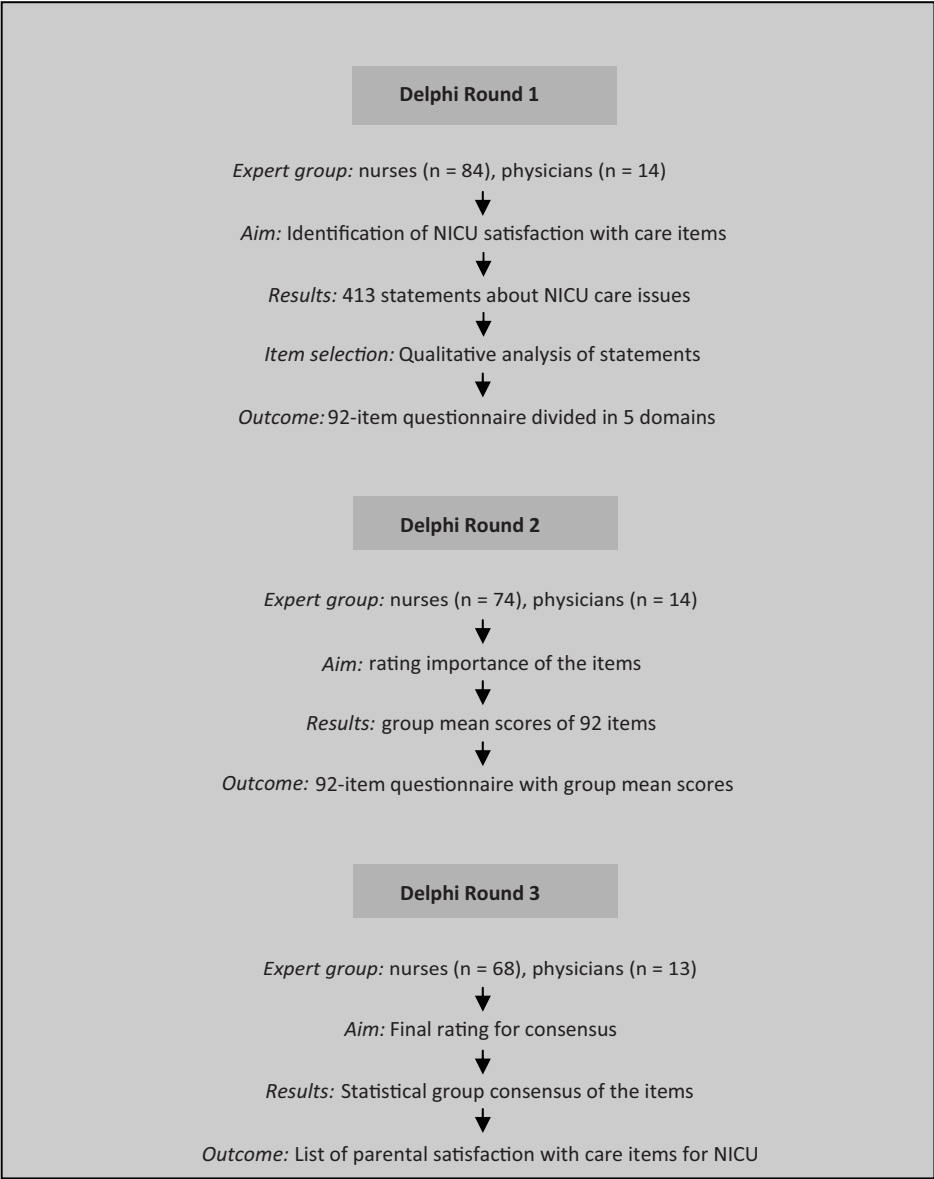 Delphi Round 1
Expert group: nurses (n = 84), physicians (n = 14)
Aim: Identification of NICU satisfaction with care items
Results: 413 statements about NICU care issues
Item selection: Qualitative analysis of statements
Outcome: 92-item questionnaire divided in 5 domains
Delphi Round 2
Expert group: nurses (n = 74), physicians (n = 14)
Aim: rating importance of the items
Results: group mean scores of 92 items
Outcome: 92-item questionnaire with group mean scores
Delphi Round 3
Expert group: nurses (n = 68), physicians (n = 13)
Aim: Final rating for consensus
Results: Statistical group consensus of the items
Outcome: List of parental satisfaction with care items for NICU